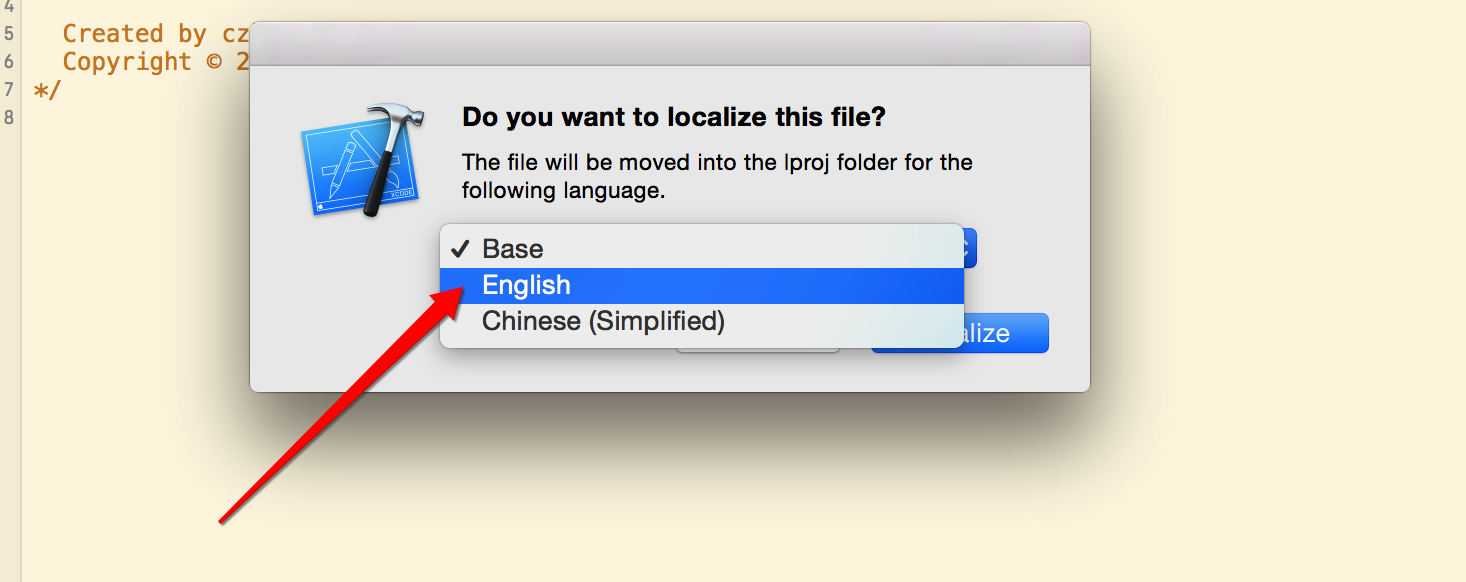 4
5 Created by cz
6 Copyright © 2
7 */
8
Do you want to localize this file?
The file will be moved into the lproj folder for the
following language.
✓ Base
English
Chinese (Simplified)
alize
XCODE